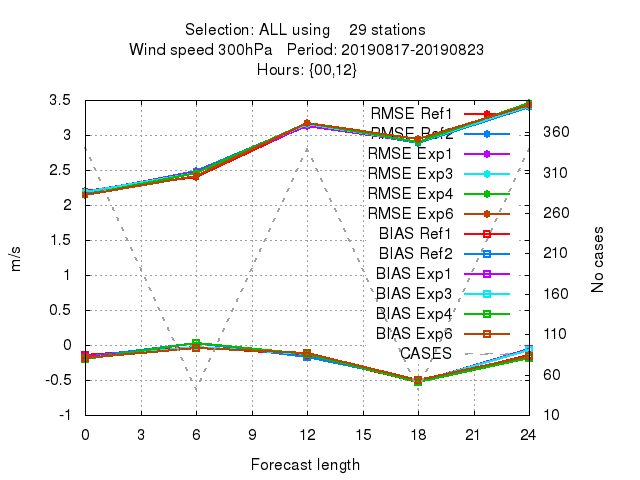 Selection: ALL using 29 stations
Wind speed 300hPa Period: 20190817-20190823
Hours: {00,12}
3.5
3
2.5
2
1.5
1
0.5
0
-0.5
-1
m/s
RMSE Ref1
RMSE Ref2
RMSE Exp1
RMSE Exp3
RMSE Exp4
RMSE Exp6
BIAS Ref1
BIAS Ref2
BIAS Exp1
BIAS Exp3
BIAS Exp4
BIAS Exp6
CASES
360
310
260
210
160
110
60
10
No cases
0 3 6 9 12 15 18 21 24
Forecast length